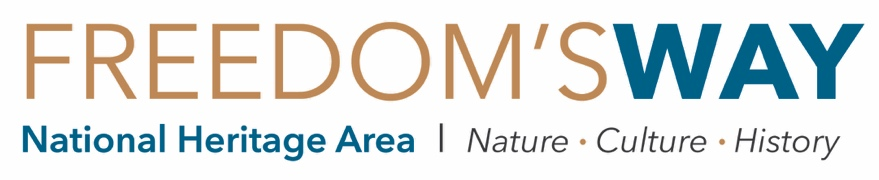 FREEDOM'SWAY
National Heritage Area | Nature · Culture · History